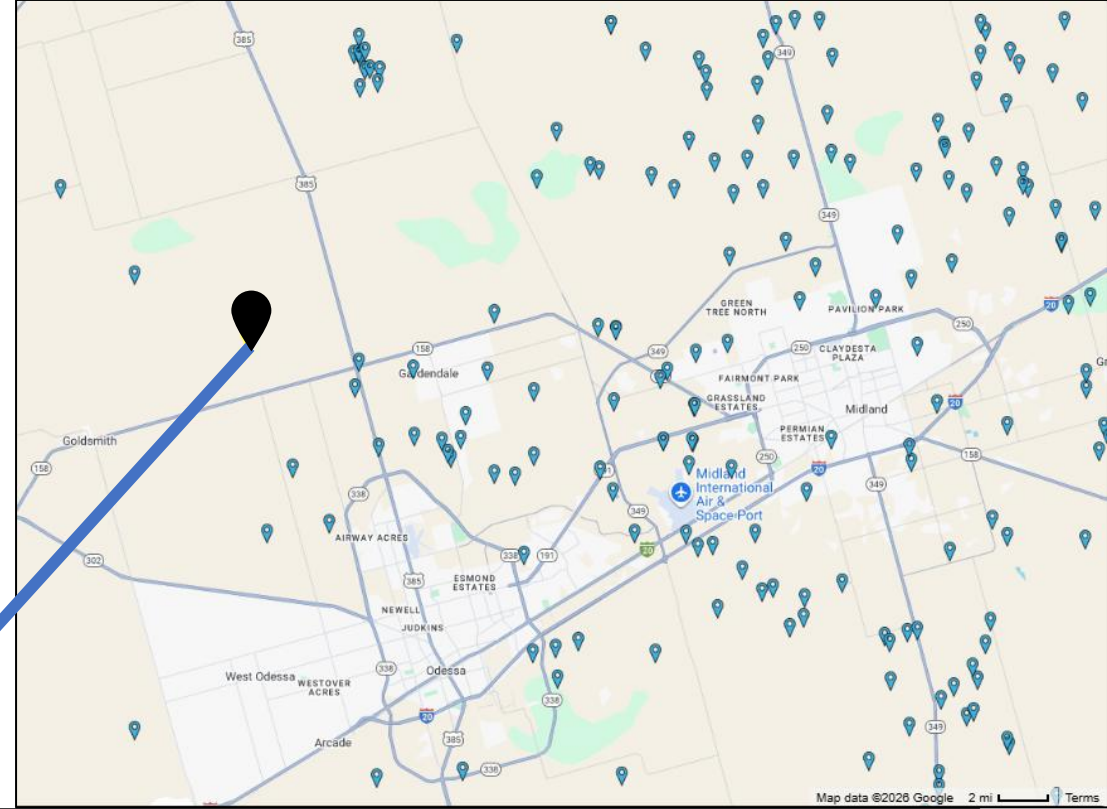 385
349
385
349
GREEN
TREE NORTH
PAVILION PARK
20
250
158
349
250
CLAYDESTA
PLAZA
Gardendale
FAIRMONT PARK
GRASSLAND
ESTATES
20
Midland
Goldsmith
PERMIAN
ESTATES
158
250
20
158
Midland
International
Air &
Space Port
349
338
349
AIRWAY ACRES
20
302
338
191
385
ESMOND
ESTATES
NEWELL
JUDKINS
338
Odessa
West Odessa
WESTOVER
ACRES
338
20
349
Arcade
385
338
Map data ©2026 Google
2 mi
Terms